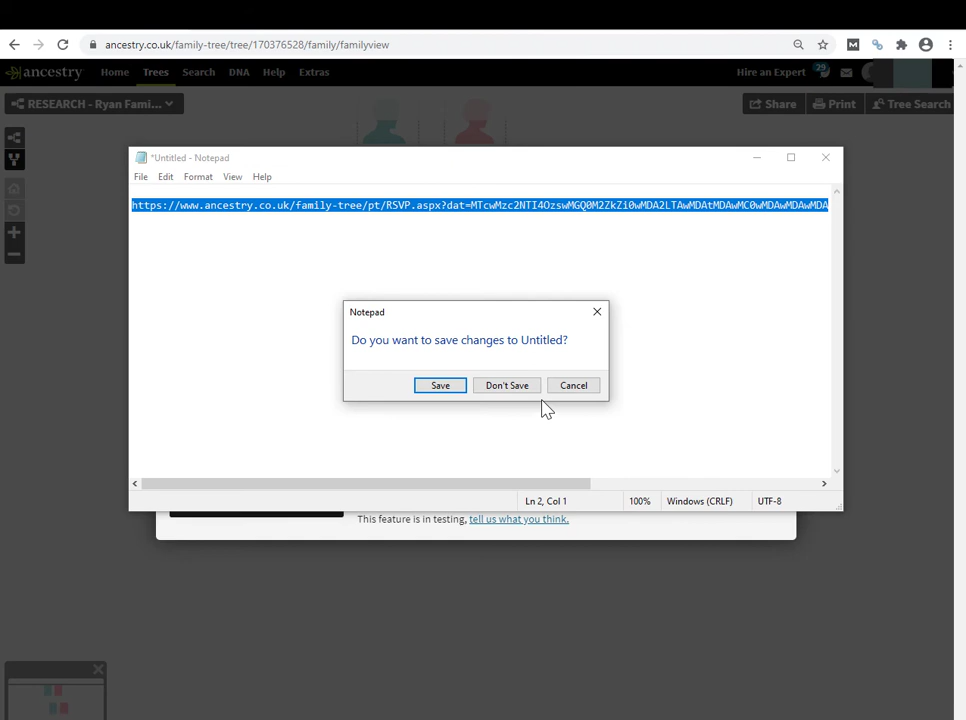 ancestry.co.uk/family-tree/tree/170376528/family/familyview
ancestry Home Trees Search DNA Help Extras Hire an Expert 29
RESEARCH - Ryan Fami... Share Print Tree Search
*Untitled - Notepad
File Edit Format View Help
https://www.ancestry.co.uk/family-tree/pt/RSVP.aspx?dat=MTcwMzc2NTI4OzswMGQ0M2ZkZi0wMDA2LTAwMDAtMDAwMC0wMDAwMDAwMDA
Notepad
Do you want to save changes to Untitled?
Save Don't Save Cancel
Ln 2, Col 1 100% Windows (CRLF) UTF-8
This feature is in testing, tell us what you think.